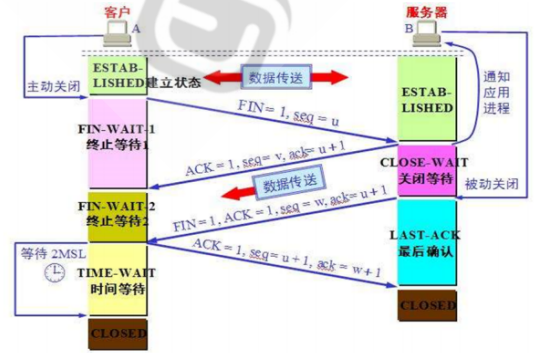 客户
服务器
A
B
主动关闭
ESTAB-
LISHED
建立状态
数据传送
ESTAB-
LISHED
通知
应用
进程
FIN = 1, seq = u
FIN-WAIT-1
终止等待1
ACK = 1, seq= v, ack= u + 1
CLOSE-WAIT
关闭等待
数据传送
被动关闭
FIN-WAIT-2
终止等待2
FIN = 1, ACK = 1, seq = w, ack= u + 1
LAST-ACK
最后确认
等待 2MSL
ACK = 1, seq= u + 1, ack = w + 1
TIME-WAIT
时间等待
CLOSED
CLOSED